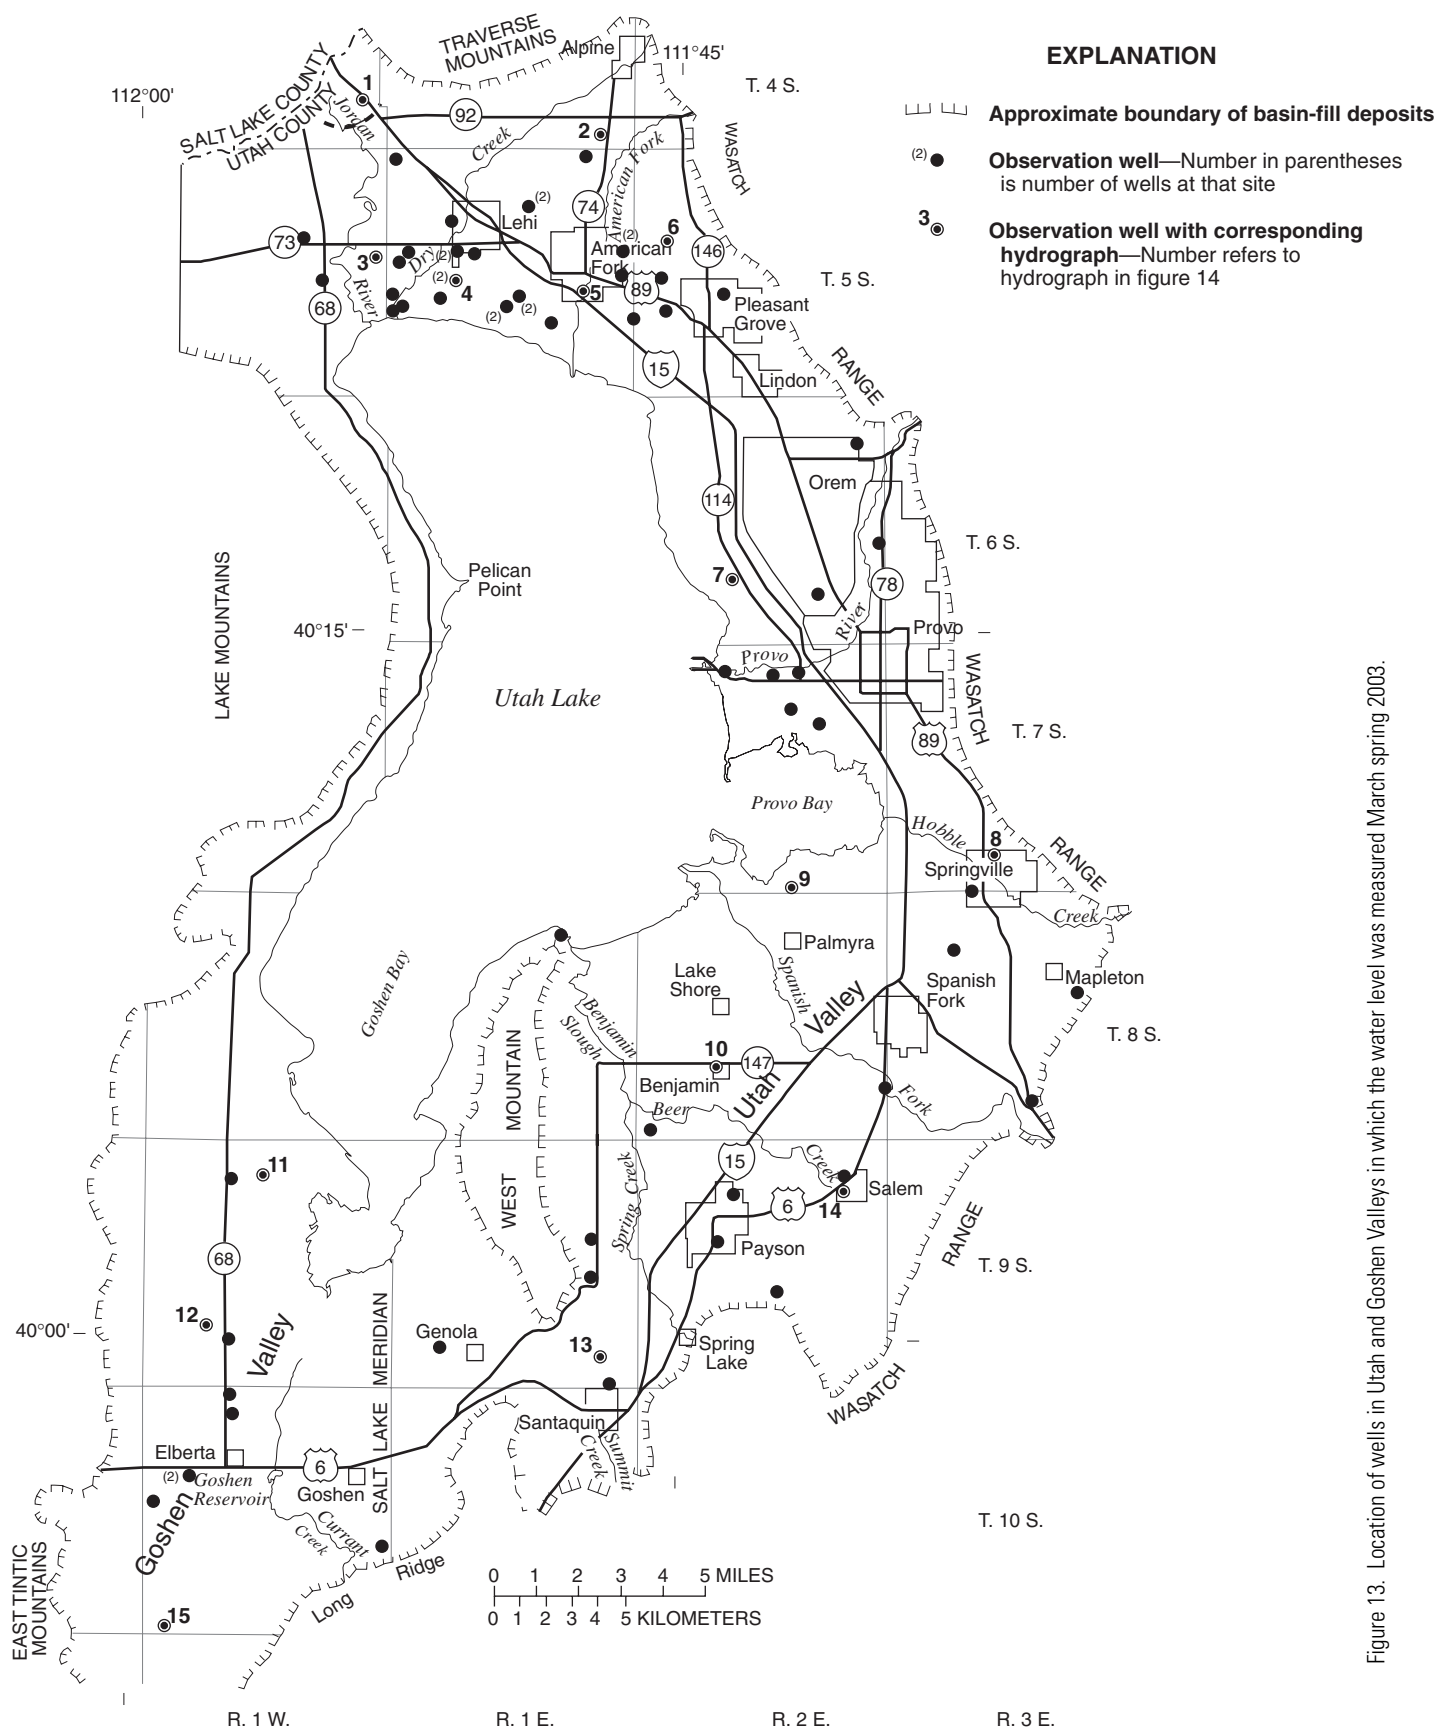 TRAVERSE
MOUNTAINS
Alpine
111°45'
EXPLANATION
Approximate boundary of basin-fill deposits
(2)
Observation well—Number in parentheses
is number of wells at that site
3
Observation well with corresponding
hydrograph—Number refers to
hydrograph in figure 14
112°00'
SALT LAKE COUNTY
UTAH COUNTY
1
Jordan
92
Creek
2
American Fork
T. 4 S.
WASATCH
(2)
Lehi
74
(2)
6
American
Fork
146
73
3
Dry
(2)
(2)
4
5
89
T. 5 S.
River
68
(2)
(2)
Pleasant
Grove
15
Lindon
RANGE
Orem
114
T. 6 S.
7
78
Pelican
Point
River
40°15'
Provo
Provo
LAKE MOUNTAINS
WASATCH
Utah Lake
T. 7 S.
89
Provo Bay
Hobble
8
Springville
RANGE
9
Creek
Palmyra
Goshen Bay
Lake
Shore
Spanish
Spanish
Fork
Mapleton
Benjamin
Slough
Valley
T. 8 S.
MOUNTAIN
10
147
Benjamin
Utah
Beer
Fork
11
WEST
Spring Creek
15
Creek
Salem
6
14
Payson
68
RANGE
T. 9 S.
12
40°00'
Valley
MERIDIAN
Genola
13
Spring
Lake
WASATCH
Santaquin
Elberta
SALT LAKE
Creek
Summit
(2)
Goshen
Reservoir
6
Goshen
Goshen
Currant
Creek
T. 10 S.
EAST TINTIC
MOUNTAINS
Ridge
Long
15
0 1 2 3 4 5 MILES
0 1 2 3 4 5 KILOMETERS
R. 1 W.
R. 1 E.
R. 2 E.
R. 3 E.
Figure 13. Location of wells in Utah and Goshen Valleys in which the water level was measured March spring 2003.